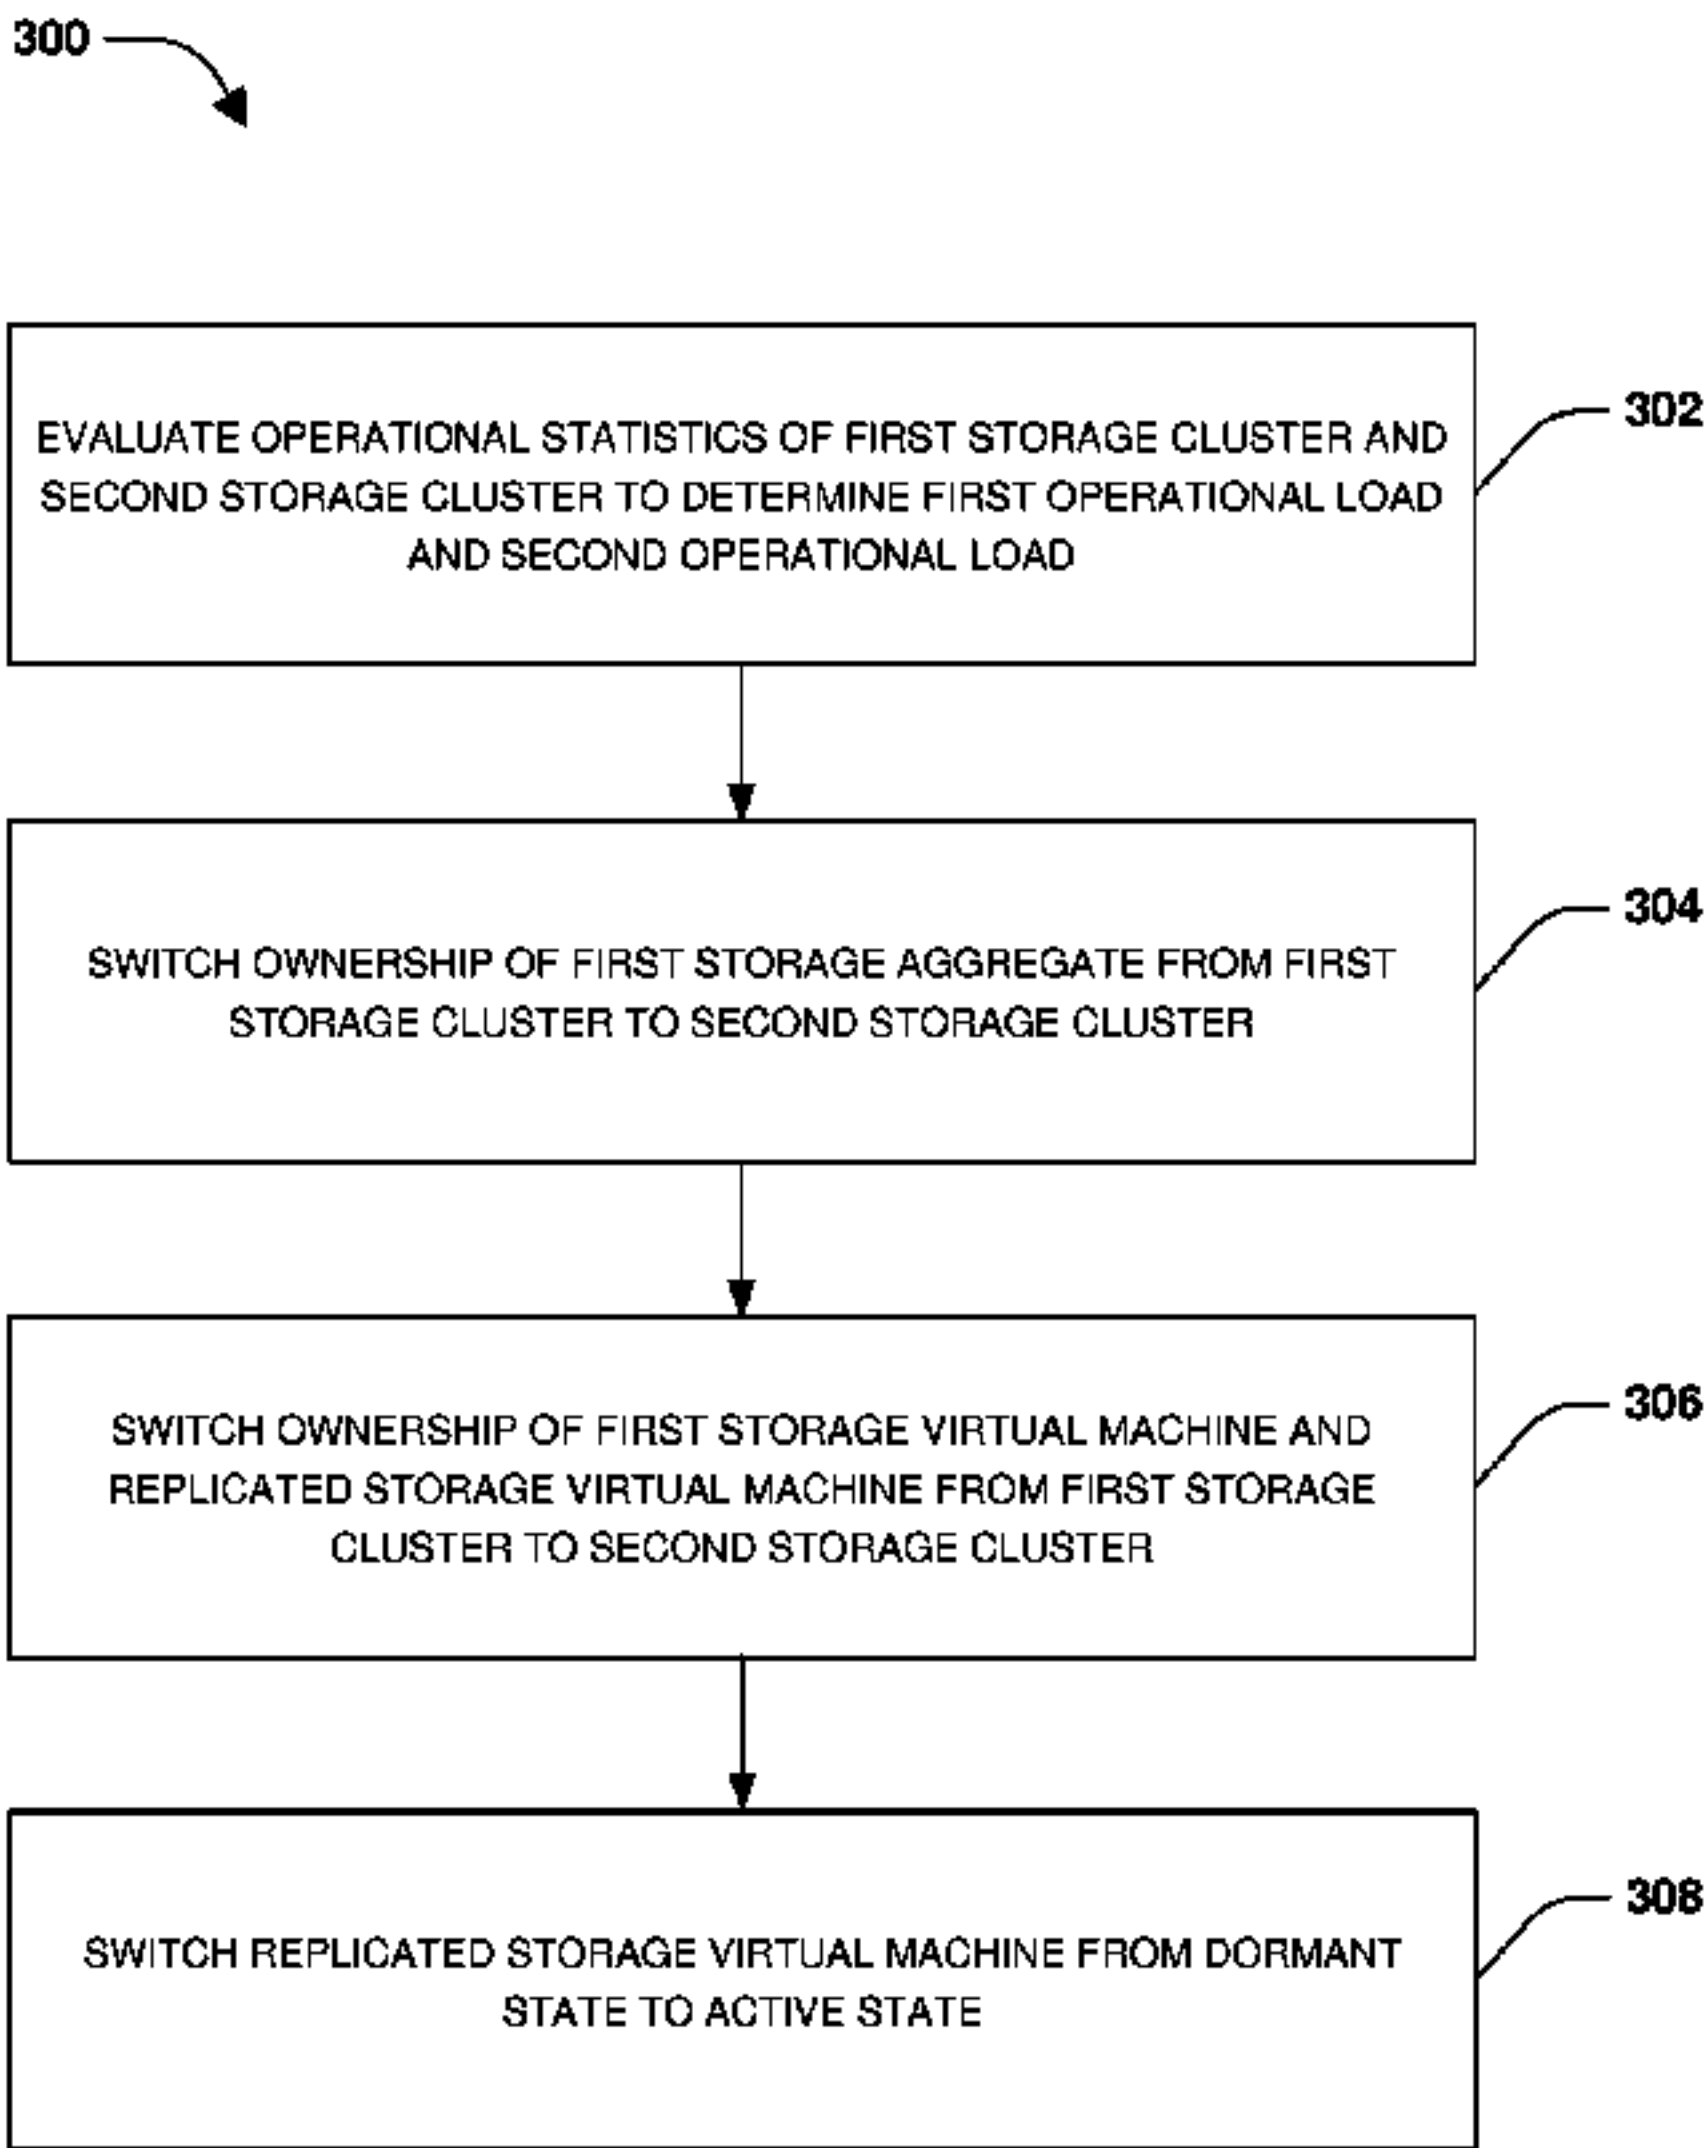 300
EVALUATE OPERATIONAL STATISTICS OF FIRST STORAGE CLUSTER AND
SECOND STORAGE CLUSTER TO DETERMINE FIRST OPERATIONAL LOAD
AND SECOND OPERATIONAL LOAD
302
SWITCH OWNERSHIP OF FIRST STORAGE AGGREGATE FROM FIRST
STORAGE CLUSTER TO SECOND STORAGE CLUSTER
304
SWITCH OWNERSHIP OF FIRST STORAGE VIRTUAL MACHINE AND
REPLICATED STORAGE VIRTUAL MACHINE FROM FIRST STORAGE
CLUSTER TO SECOND STORAGE CLUSTER
306
SWITCH REPLICATED STORAGE VIRTUAL MACHINE FROM DORMANT
STATE TO ACTIVE STATE
308